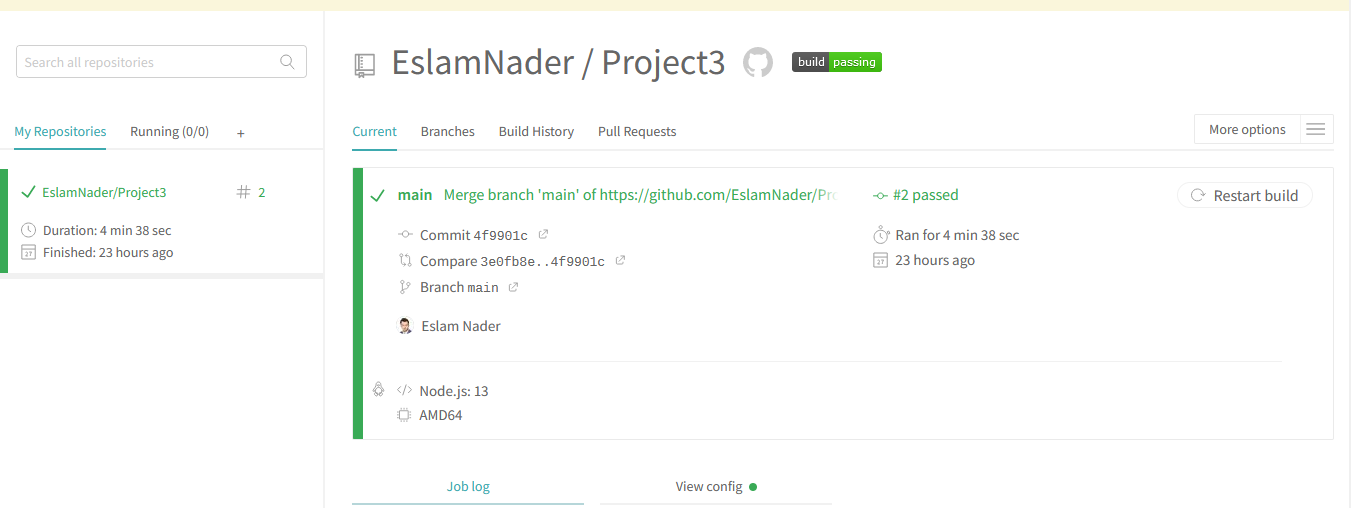 Search all repositories
My Repositories
Running (0/0)
+
EslamNader/Project3
# 2
Duration: 4 min 38 sec
Finished: 23 hours ago
EslamNader / Project3
build passing
Current
Branches
Build History
Pull Requests
More options
main Merge branch 'main' of https://github.com/EslamNader/Pr
#2 passed
Restart build
Commit 4f9901c
Ran for 4 min 38 sec
Compare 3e0fb8e..4f9901c
23 hours ago
Branch main
Eslam Nader
</> Node.js: 13
AMD64
Job log
View config